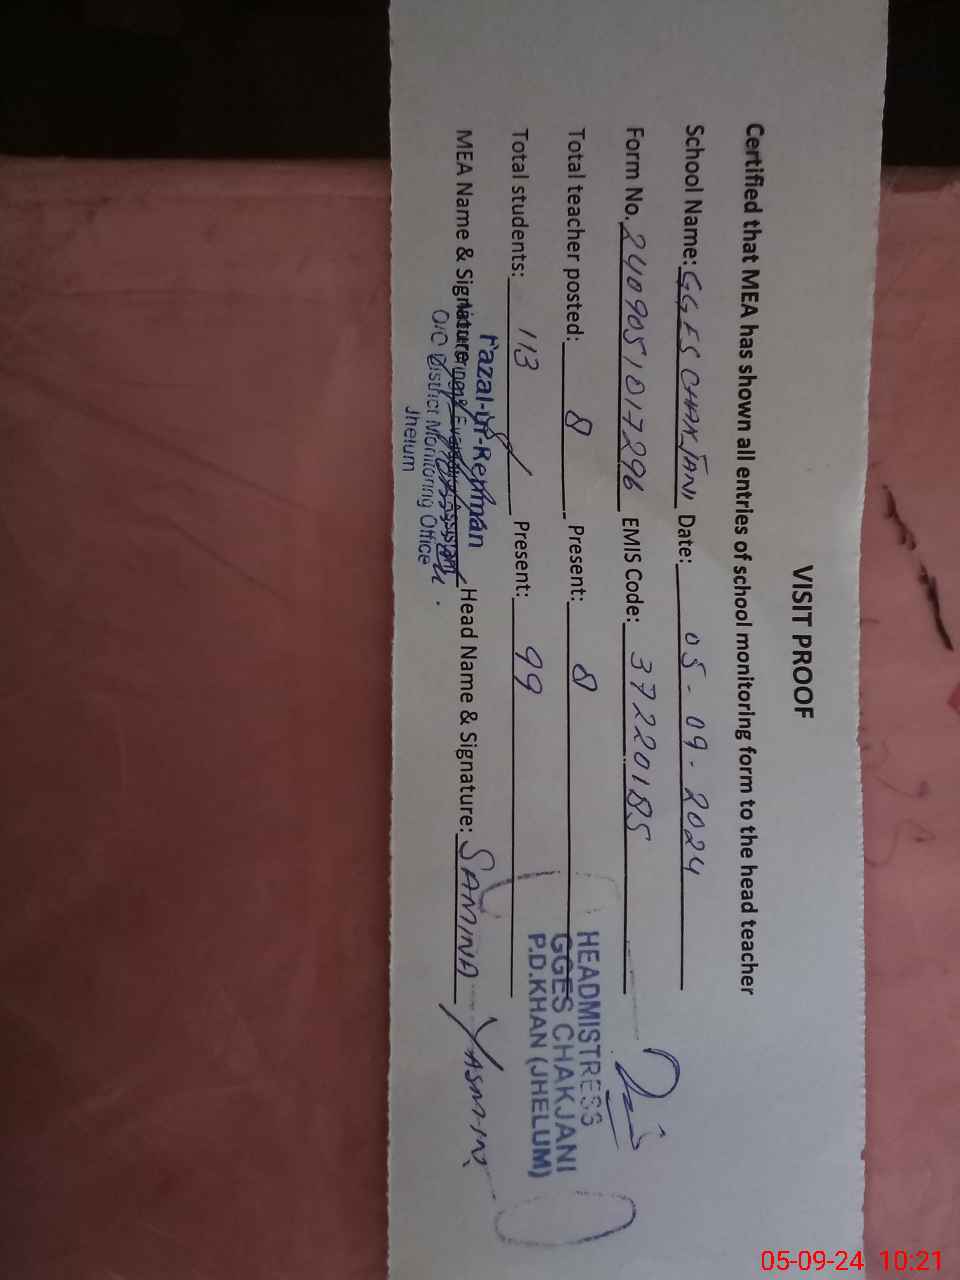 VISIT PROOF
Certified that MEA has shown all entries of school monitoring form to the head teacher
School Name: GGES CHAKJANI Date: 05-09-2024
Form No. 2409051017296 EMIS Code: 37220185
Total teacher posted: 8 Present: 8
Total students: 113 Present: 99
MEA Name & Signature Head Name & Signature: SAMINA YASMIN
Fazal-ur-Rehman
O/O District Monitoring Office
Jhelum
HEADMISTRESS
GGES CHAKJANI
P.D.KHAN (JHELUM)
05-09-24 10:21